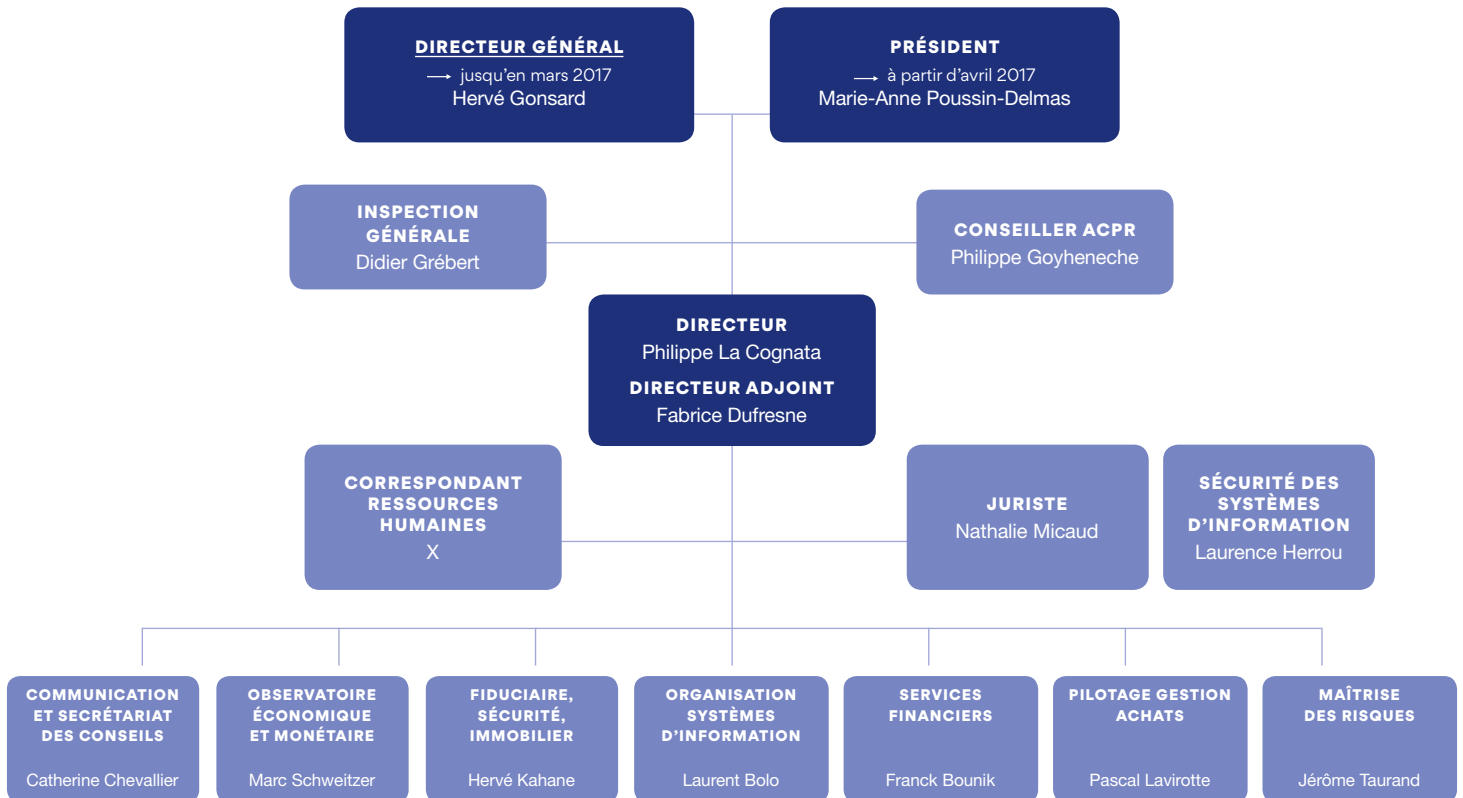 DIRECTEUR GÉNÉRAL
→ jusqu'en mars 2017
Hervé Gonsard
PRÉSIDENT
→ à partir d'avril 2017
Marie-Anne Poussin-Delmas
INSPECTION
GÉNÉRALE
Didier Grébert
CONSEILLER ACPR
Philippe Goyheneche
DIRECTEUR
Philippe La Cognata
DIRECTEUR ADJOINT
Fabrice Dufresne
CORRESPONDANT
RESSOURCES
HUMAINES
X
JURISTE
Nathalie Micaud
SÉCURITÉ DES
SYSTÈMES
D'INFORMATION
Laurence Herrou
COMMUNICATION
ET SECRÉTARIAT
DES CONSEILS
Catherine Chevallier
OBSERVATOIRE
ÉCONOMIQUE
ET MONÉTAIRE
Marc Schweitzer
FIDUCIAIRE,
SÉCURITÉ,
IMMOBILIER
Hervé Kahane
ORGANISATION
SYSTÈMES
D'INFORMATION
Laurent Bolo
SERVICES
FINANCIERS
Franck Bounik
PILOTAGE GESTION
ACHATS
Pascal Lavirotte
MAÎTRISE
DES RISQUES
Jérôme Taurand